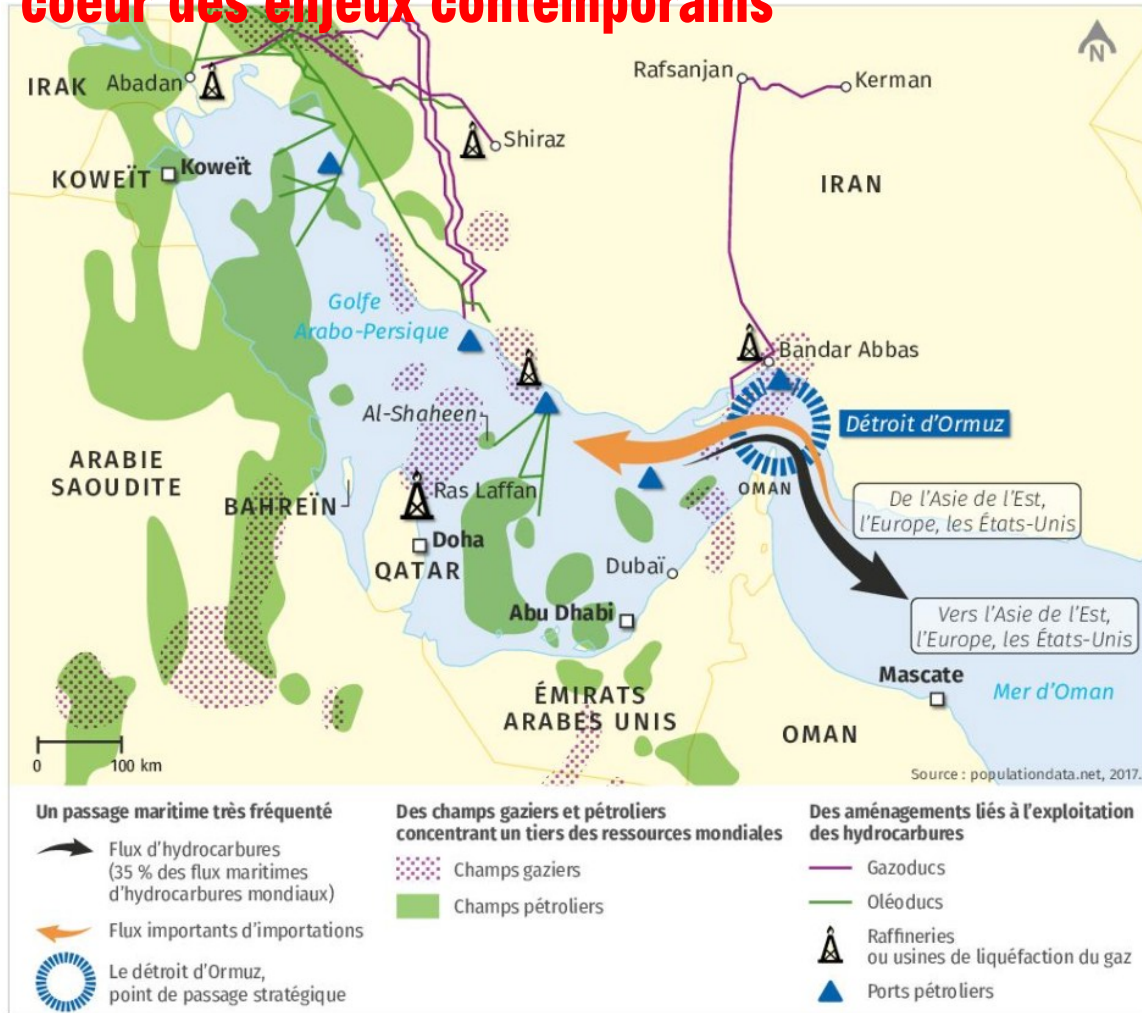 coeur des enjeux contemporains
N
IRAK
Abadan
Rafsanjan
Kerman
Shiraz
KOWEÏT
Koweït
IRAN
Golfe
Arabo-Persique
Bandar Abbas
Al-Shaheen
Détroit d'Ormuz
ARABIE
SAOUDITE
BAHREÏN
Ras Laffan
OMAN
De l'Asie de l'Est,
l'Europe, les États-Unis
Doha
QATAR
Dubaï
Abu Dhabi
Vers l'Asie de l'Est,
l'Europe, les États-Unis
Mascate
Mer d'Oman
ÉMIRATS
ARABES UNIS
OMAN
0 100 km
Source : populationdata.net, 2017.
Un passage maritime très fréquenté
Flux d'hydrocarbures
(35 % des flux maritimes
d'hydrocarbures mondiaux)
Flux importants d'importations
Le détroit d'Ormuz,
point de passage stratégique
Des champs gaziers et pétroliers
concentrant un tiers des ressources mondiales
Champs gaziers
Champs pétroliers
Des aménagements liés à l'exploitation
des hydrocarbures
Gazoducs
Oléoducs
Raffineries
ou usines de liquéfaction du gaz
Ports pétroliers